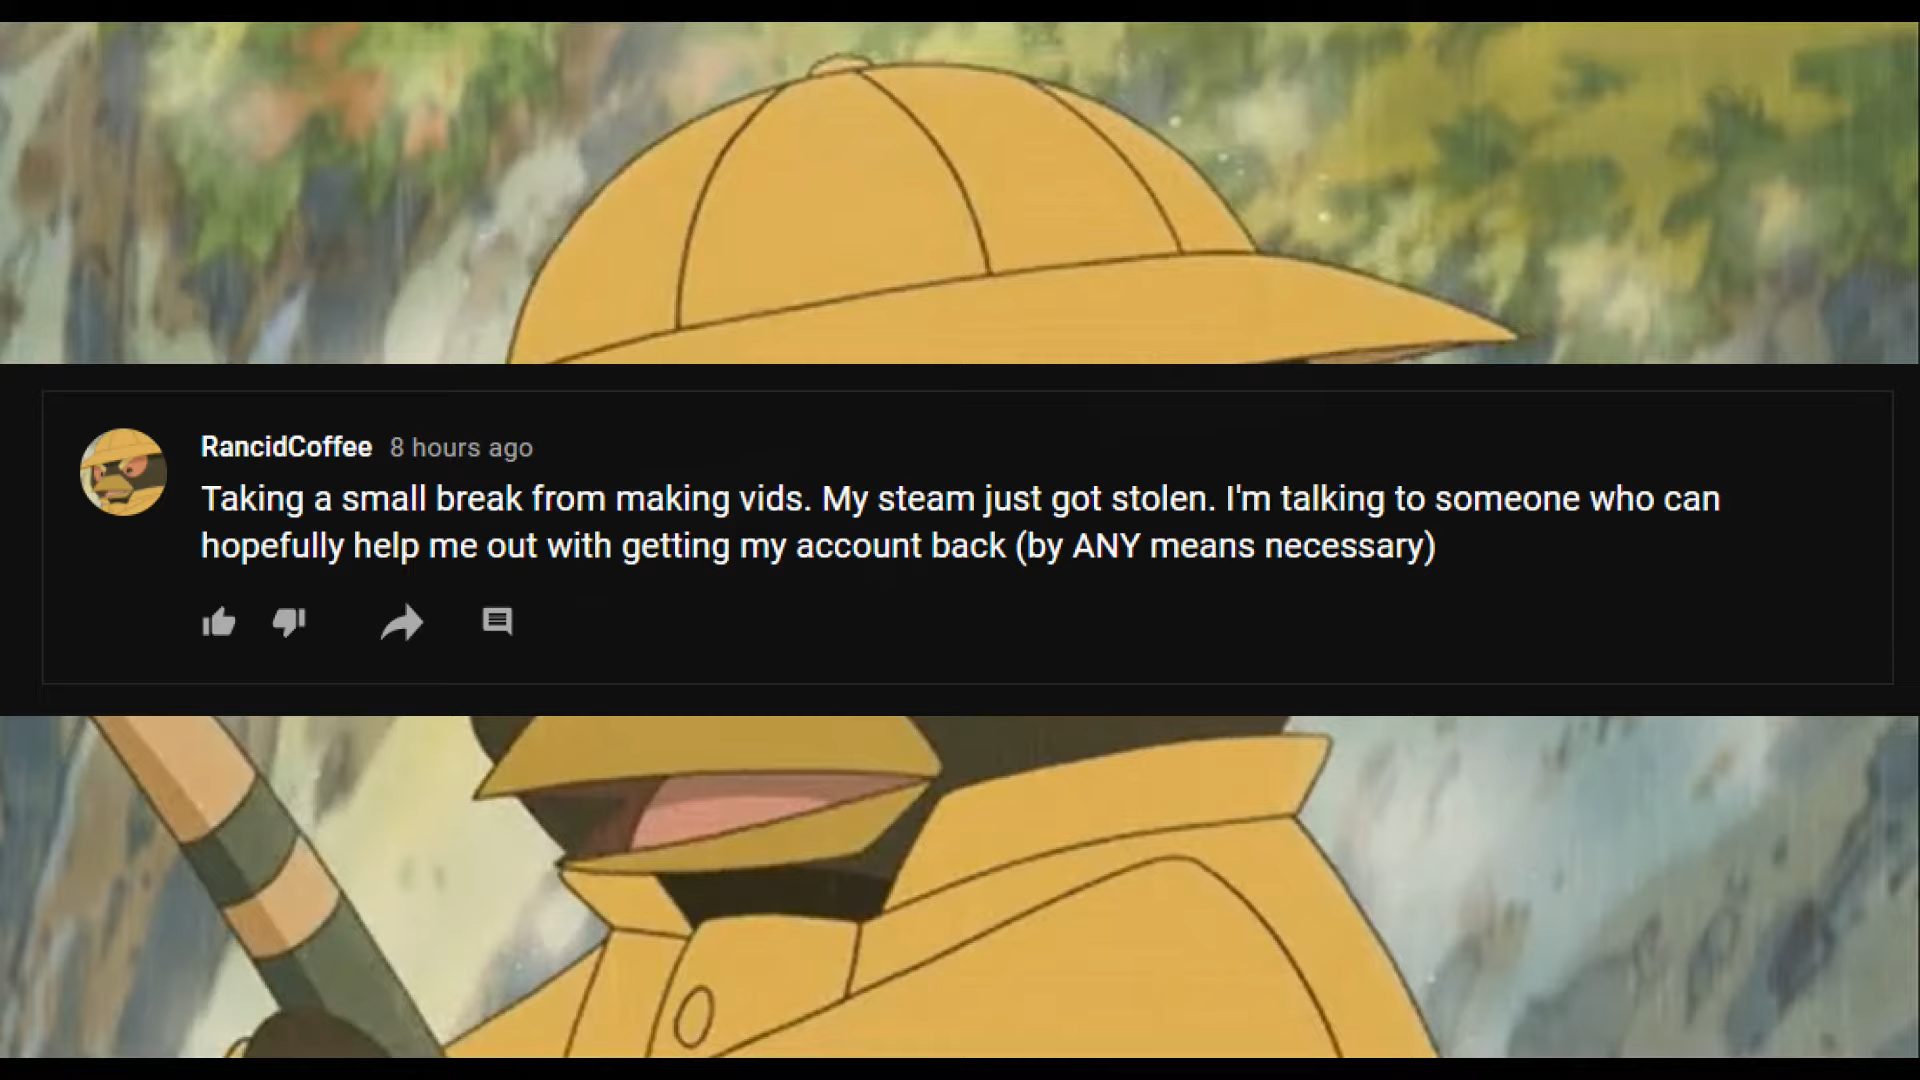 RancidCoffee 8 hours ago
Taking a small break from making vids. My steam just got stolen. I'm talking to someone who can
hopefully help me out with getting my account back (by ANY means necessary)